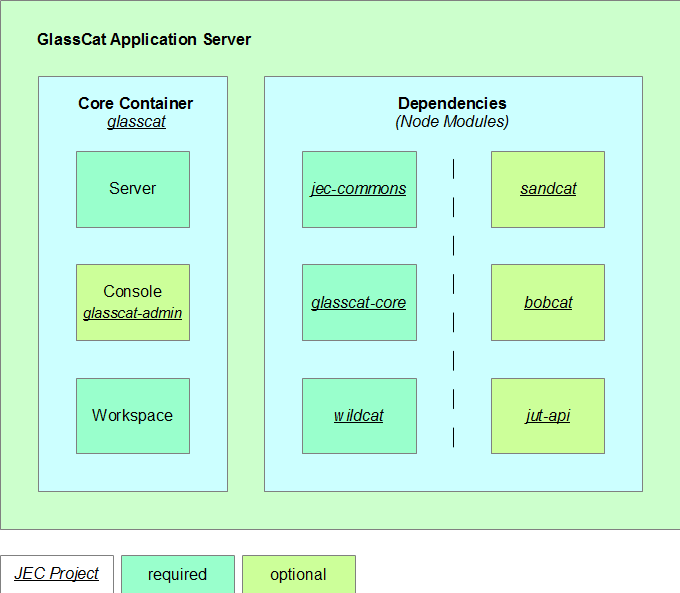 GlassCat Application Server
Core Container
glasscat
Server
Console
glasscat-admin
Workspace
Dependencies
(Node Modules)
jec-commons
sandcat
glasscat-core
bobcat
wildcat
jut-api
JEC Project
required
optional